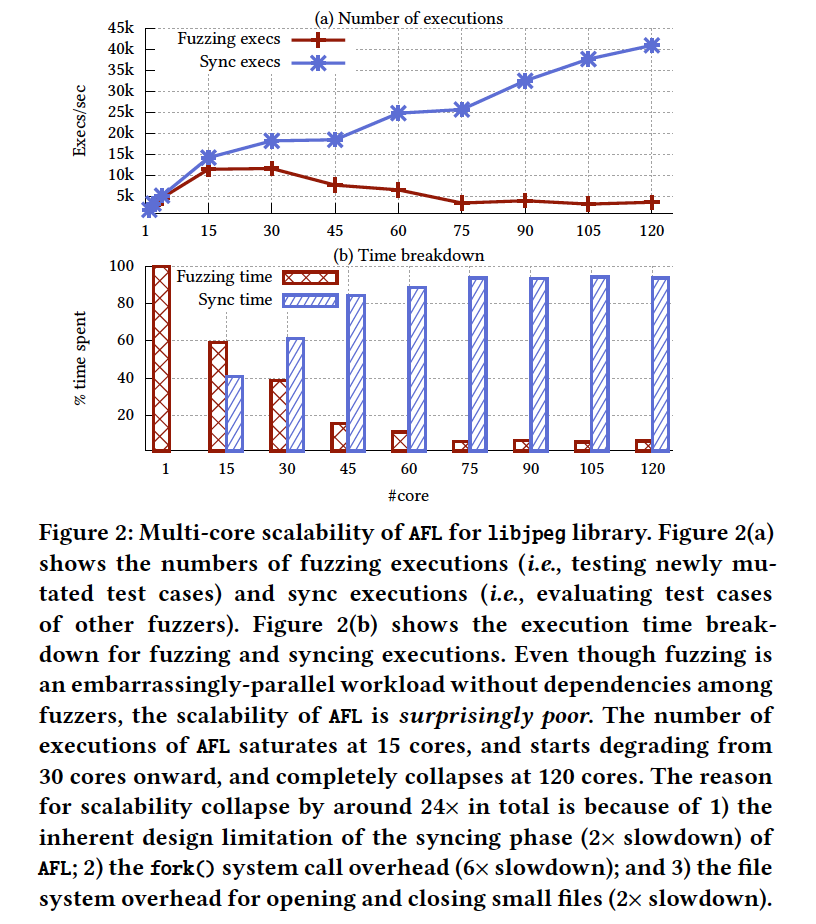 (a) Number of executions
45k
40k
35k
30k
25k
20k
15k
10k
5k
Execs/sec
Fuzzing execs
Sync execs
1 15 30 45 60 75 90 105 120
(b) Time breakdown
100
80
60
40
20
% time spent
Fuzzing time
Sync time
1 15 30 45 60 75 90 105 120
#core
Figure 2: Multi-core scalability of AFL for libjpeg library. Figure 2(a)
shows the numbers of fuzzing executions (i.e., testing newly mu-
tated test cases) and sync executions (i.e., evaluating test cases
of other fuzzers). Figure 2(b) shows the execution time break-
down for fuzzing and syncing executions. Even though fuzzing is
an embarrassingly-parallel workload without dependencies among
fuzzers, the scalability of AFL is surprisingly poor. The number of
executions of AFL saturates at 15 cores, and starts degrading from
30 cores onward, and completely collapses at 120 cores. The reason
for scalability collapse by around 24× in total is because of 1) the
inherent design limitation of the syncing phase (2× slowdown) of
AFL; 2) the fork() system call overhead (6× slowdown); and 3) the file
system overhead for opening and closing small files (2× slowdown).